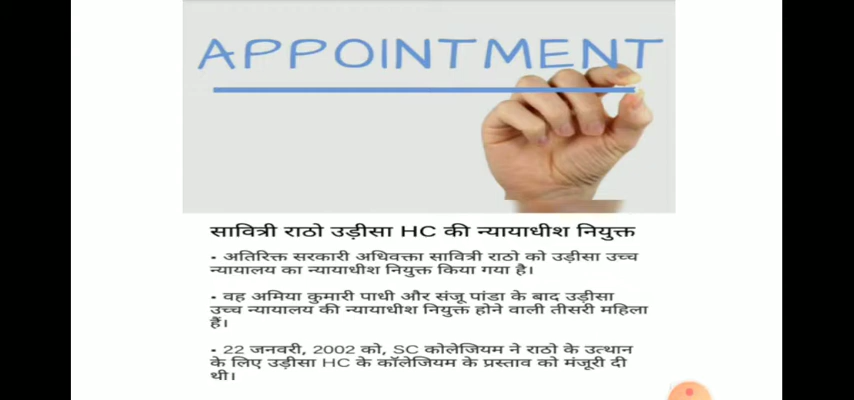 APPOINTMENT
सावित्री राठो उड़ीसा HC की न्यायाधीश नियुक्त
• अतिरिक्त सरकारी अधिवक्ता सावित्री राठो को उड़ीसा उच्च
न्यायालय का न्यायाधीश नियुक्त किया गया है।
• वह अमिया कुमारी पाधी और संजू पांडा के बाद उड़ीसा
उच्च न्यायालय की न्यायाधीश नियुक्त होने वाली तीसरी महिला
हैं।
• 22 जनवरी, 2002 को, SC कोलेजियम ने राठो के उत्थान
के लिए उड़ीसा HC के कॉलेजियम के प्रस्ताव को मंजूरी दी
थी।